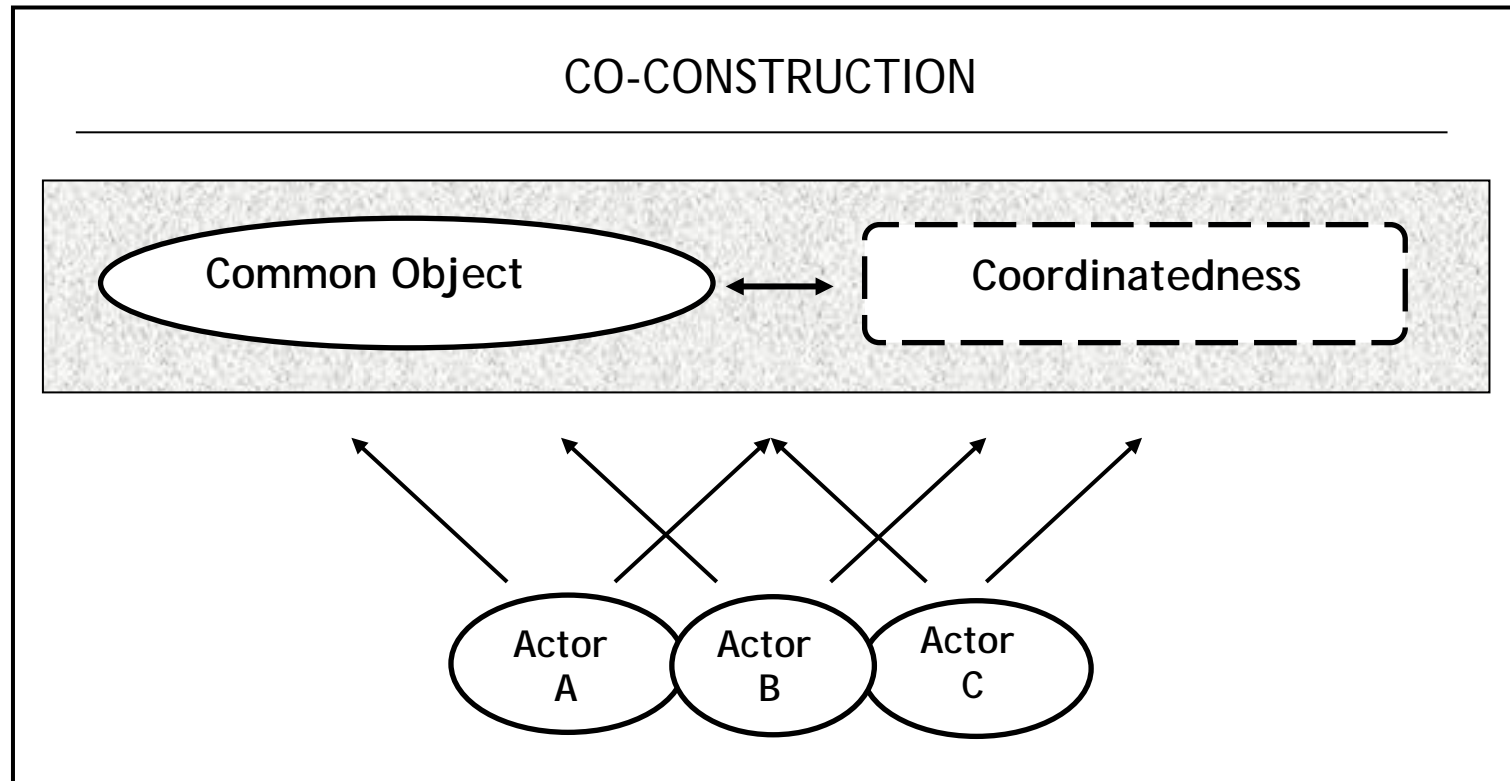 CO-CONSTRUCTION
Common Object
Coordinatedness
Actor
A
Actor
B
Actor
C